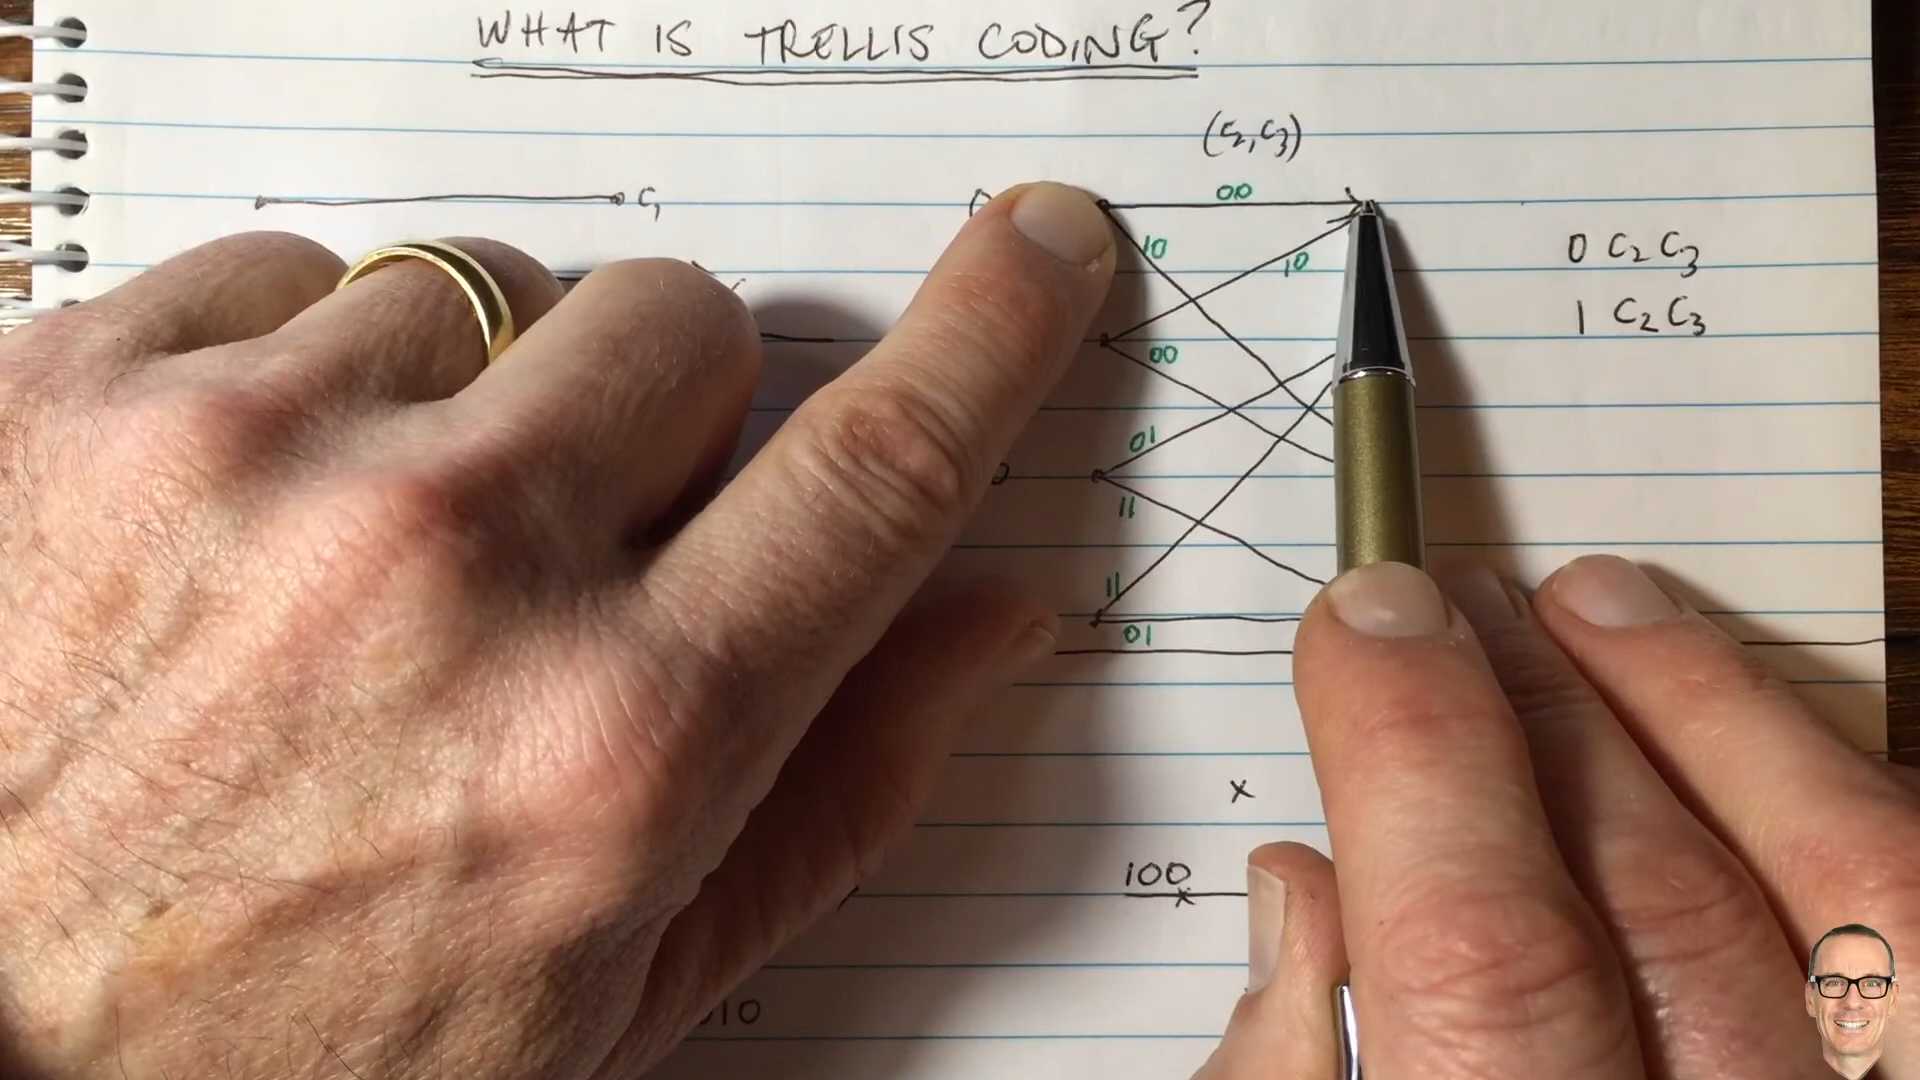 WHAT IS TRELLIS CODING?
(C2,C3)
C1
00
10
10
0 C2 C3
1 C2 C3
00
01
11
11
01
x
100
x
10